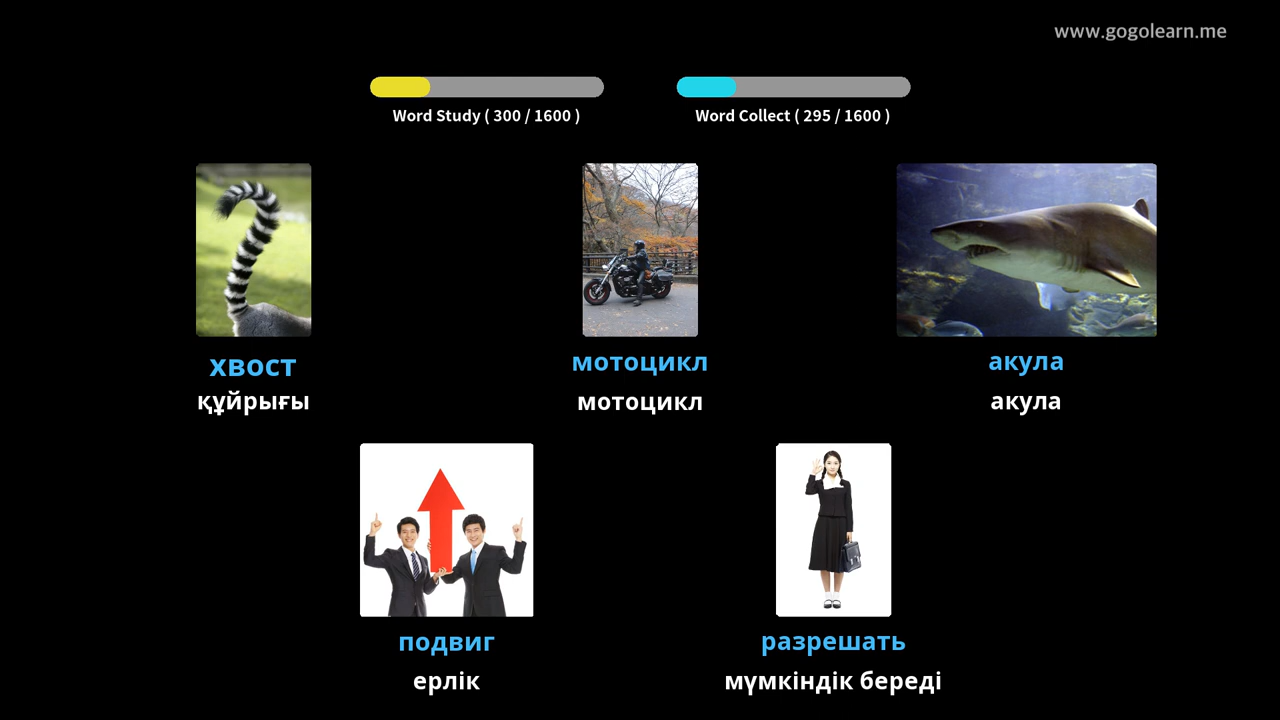 www.gogolearn.me
Word Study ( 300 / 1600 )
Word Collect ( 295 / 1600 )
хвост
құйрығы
мотоцикл
мотоцикл
акула
акула
подвиг
ерлік
разрешать
мүмкіндік береді